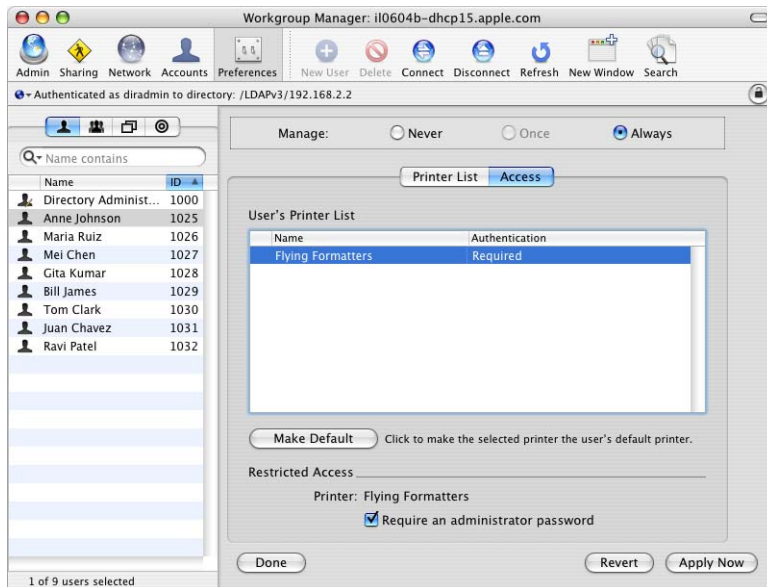 Workgroup Manager: il0604b-dhcp15.apple.com
Admin Sharing Network Accounts Preferences New User Delete Connect Disconnect Refresh New Window Search
Authenticated as diradmin to directory: /LDAPv3/192.168.2.2
Manage: Never Once Always
Name contains
Printer List Access
Name ID
Directory Administ... 1000
Anne Johnson 1025
Maria Ruiz 1026
Mei Chen 1027
Gita Kumar 1028
Bill James 1029
Tom Clark 1030
Juan Chavez 1031
Ravi Patel 1032
User's Printer List
Name Authentication
Flying Formatters Required
Make Default Click to make the selected printer the user's default printer.
Restricted Access
Printer: Flying Formatters
Require an administrator password
Done Revert Apply Now
1 of 9 users selected